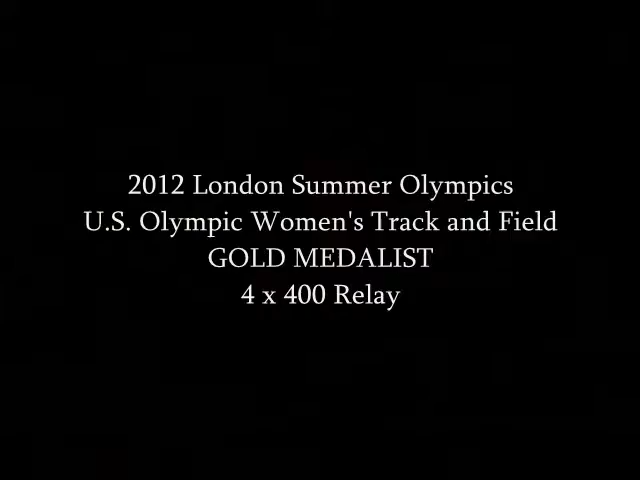 2012 London Summer Olympics
U.S. Olympic Women's Track and Field
GOLD MEDALIST
4 x 400 Relay